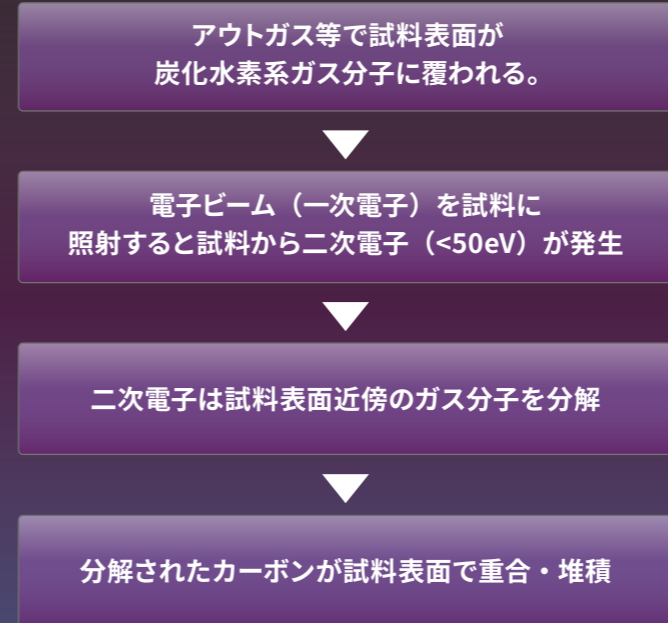 アウトガス等で試料表面が
炭化水素系ガス分子に覆われる。
電子ビーム（一次電子）を試料に
照射すると試料から二次電子（<50eV）が発生
二次電子は試料表面近傍のガス分子を分解
分解されたカーボンが試料表面で重合・堆積